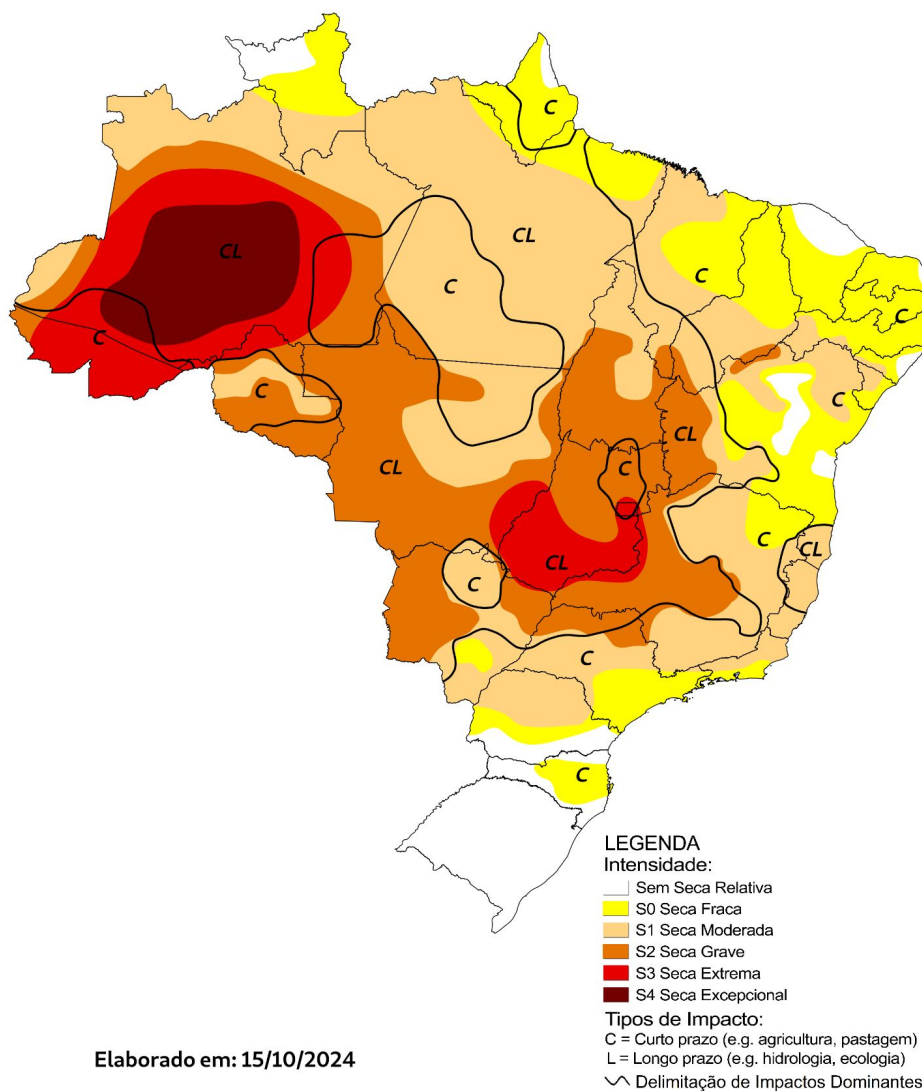 C
CL
C
CL
C
C
C
C
C
CL
C
CL
C
CL
C
CL
C
C
LEGENDA
Intensidade:
Sem Seca Relativa
S0 Seca Fraca
S1 Seca Moderada
S2 Seca Grave
S3 Seca Extrema
S4 Seca Excepcional
Tipos de Impacto:
C = Curto prazo (e.g. agricultura, pastagem)
L = Longo prazo (e.g. hidrologia, ecologia)
Delimitação de Impactos Dominantes
Elaborado em: 15/10/2024